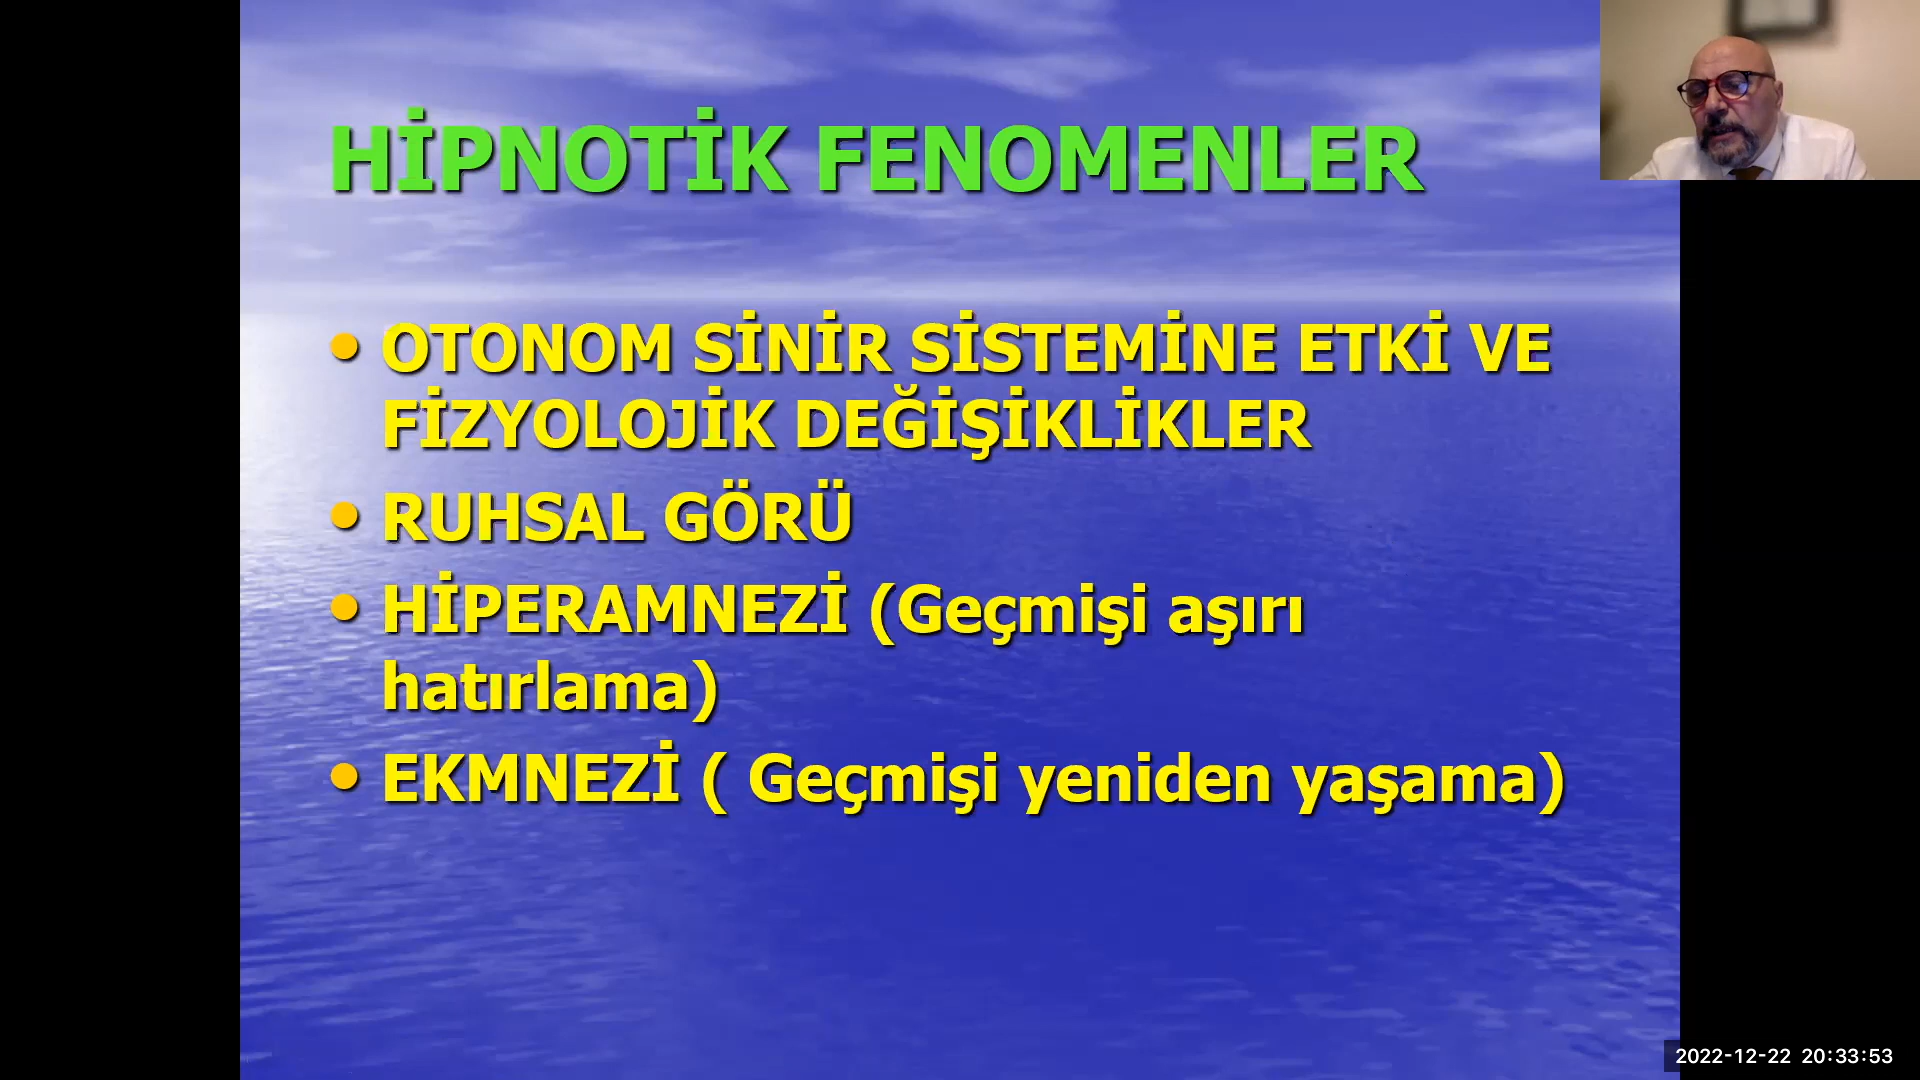 HİPNOTİK FENOMENLER
• OTONOM SİNİR SİSTEMİNE ETKİ VE
FİZYOLOJİK DEĞİŞİKLİKLER
• RUHSAL GÖRÜ
• HİPERAMNEZİ (Geçmişi aşırı
hatırlama)
• EKMNEZİ ( Geçmişi yeniden yaşama)
2022-12-22 20:33:53